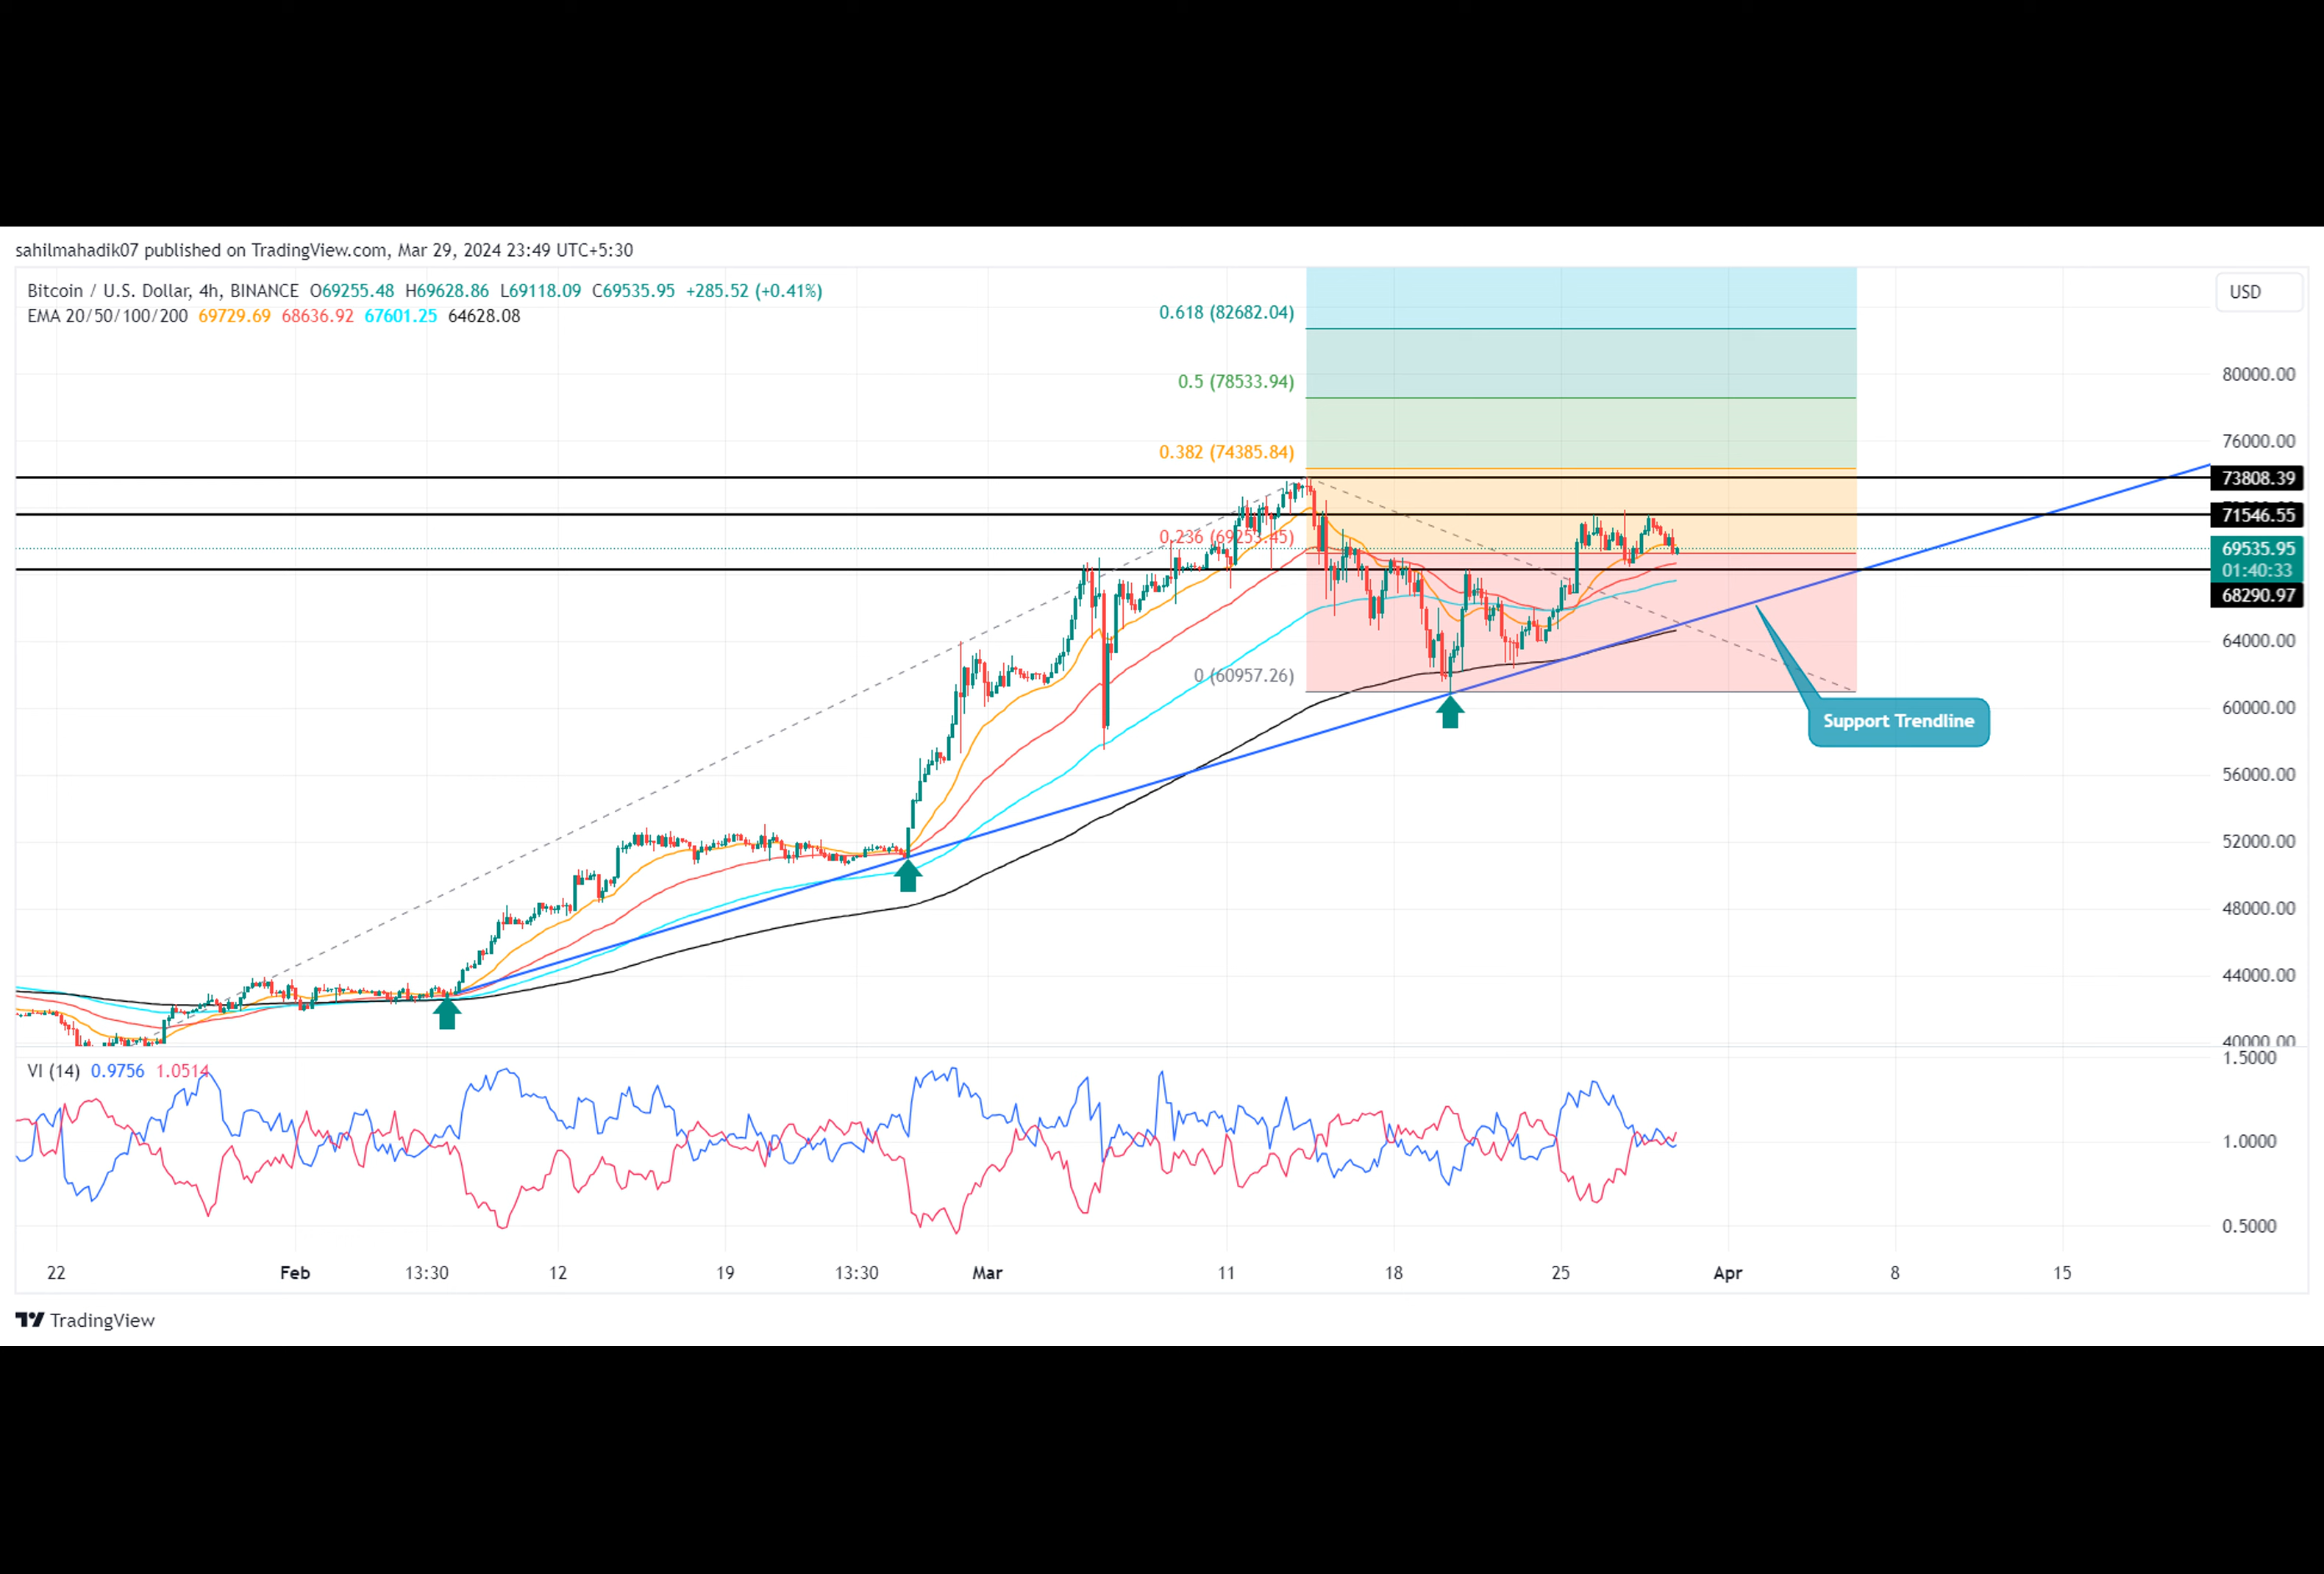 sahilmahadik07 published on TradingView.com, Mar 29, 2024 23:49 UTC+5:30
Bitcoin / U.S. Dollar, 4h, BINANCE O69255.48 H69628.86 L69118.09 C69535.95 +285.52 (+0.41%)
EMA 20/50/100/200 69729.69 68636.92 67601.25 64628.08
USD
0.618 (82682.04)
0.5 (78533.94)
0.382 (74385.84)
0.236 (69253.45)
0 (60957.26)
80000.00
76000.00
73808.39
71546.55
69535.95
01:40:33
68290.97
64000.00
60000.00
56000.00
52000.00
48000.00
44000.00
40000.00
Support Trendline
VI (14) 0.9756 1.0514
1.5000
1.0000
0.5000
22 Feb 13:30 12 19 13:30 Mar 11 18 25 Apr 8 15
TradingView